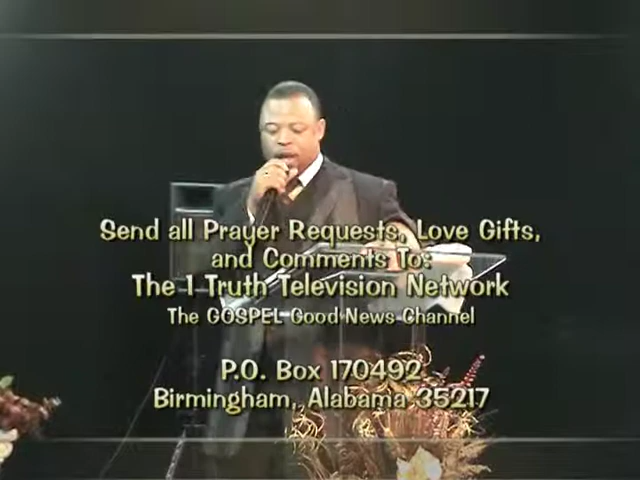 Send all Prayer Requests, Love Gifts,
and Comments To:
The 1 Truth Television Network
The GOSPEL Good News Channel
P.O. Box 170492
Birmingham, Alabama 35217